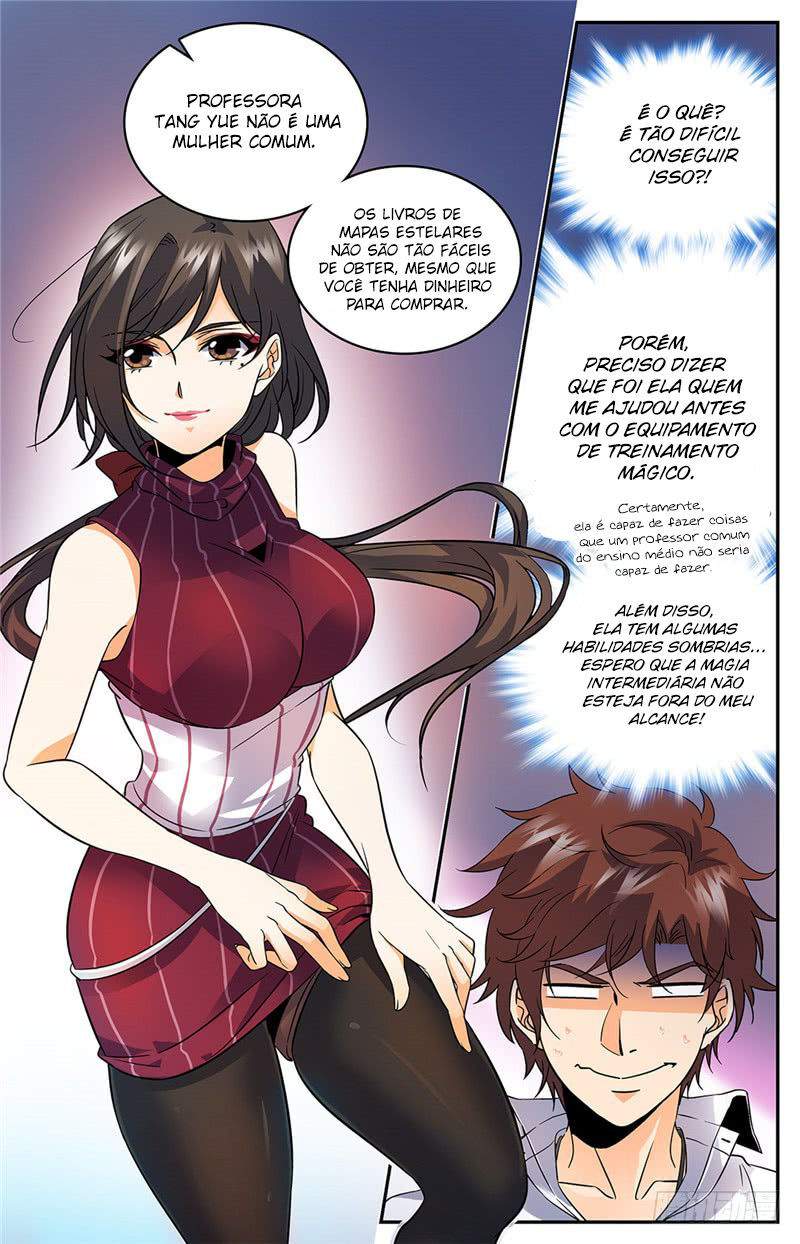 PROFESSORA
TANG YUE NÃO É UMA
MULHER COMUM.
OS LIVROS DE
MAPAS ESTELARES
NÃO SÃO TÃO FÁCEIS
DE OBTER, MESMO QUE
VOCÊ TENHA DINHEIRO
PARA COMPRAR.
É O QUÊ?
É TÃO DIFÍCIL
CONSEGUIR
ISSO?!
PORÉM,
PRECISO DIZER
QUE FOI ELA QUEM
ME AJUDOU ANTES
COM O EQUIPAMENTO
DE TREINAMENTO
MÁGICO.
Certamente,
ela é capaz de fazer coisas
que um professor comum
do ensino médio não seria
capaz de fazer.
ALÉM DISSO,
ELA TEM ALGUMAS
HABILIDADES SOMBRIAS...
ESPERO QUE A MAGIA
INTERMEDIÁRIA NÃO
ESTEJA FORA DO MEU
ALCANCE!